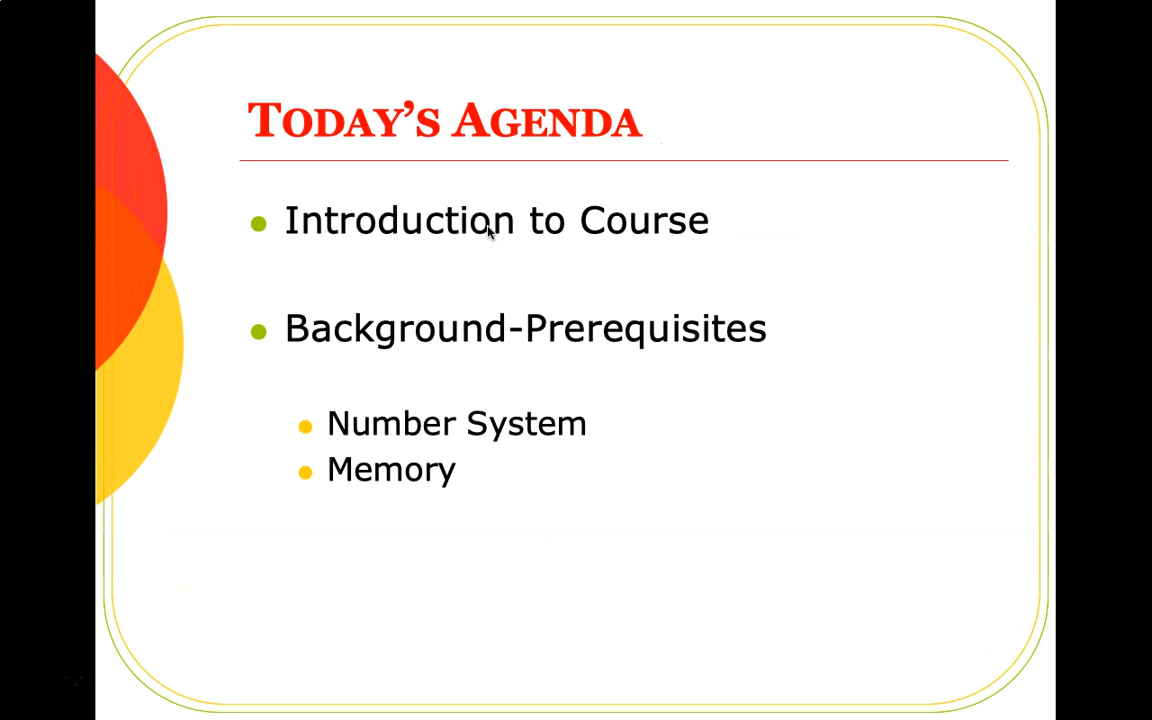 TODAY'S AGENDA
Introduction to Course
Background-Prerequisites
Number System
Memory